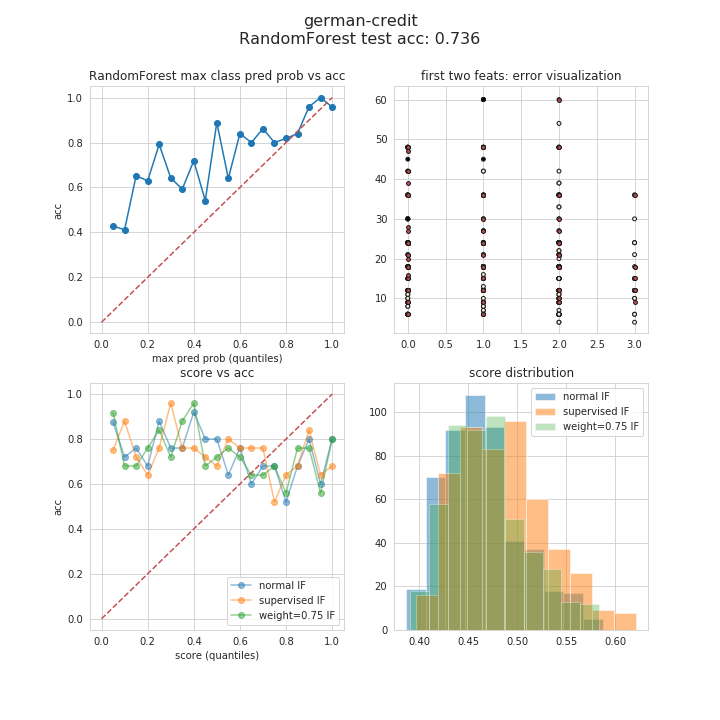 german-credit
RandomForest test acc: 0.736
RandomForest max class pred prob vs acc
1.0
0.8
0.6
0.4
0.2
0.0
acc
0.0 0.2 0.4 0.6 0.8 1.0
max pred prob (quantiles)
first two feats: error visualization
60
50
40
30
20
10
0.0 0.5 1.0 1.5 2.0 2.5 3.0
score vs acc
1.0
0.8
0.6
0.4
0.2
0.0
acc
normal IF
supervised IF
weight=0.75 IF
0.0 0.2 0.4 0.6 0.8 1.0
score (quantiles)
score distribution
normal IF
supervised IF
weight=0.75 IF
100
80
60
40
20
0
0.40 0.45 0.50 0.55 0.60